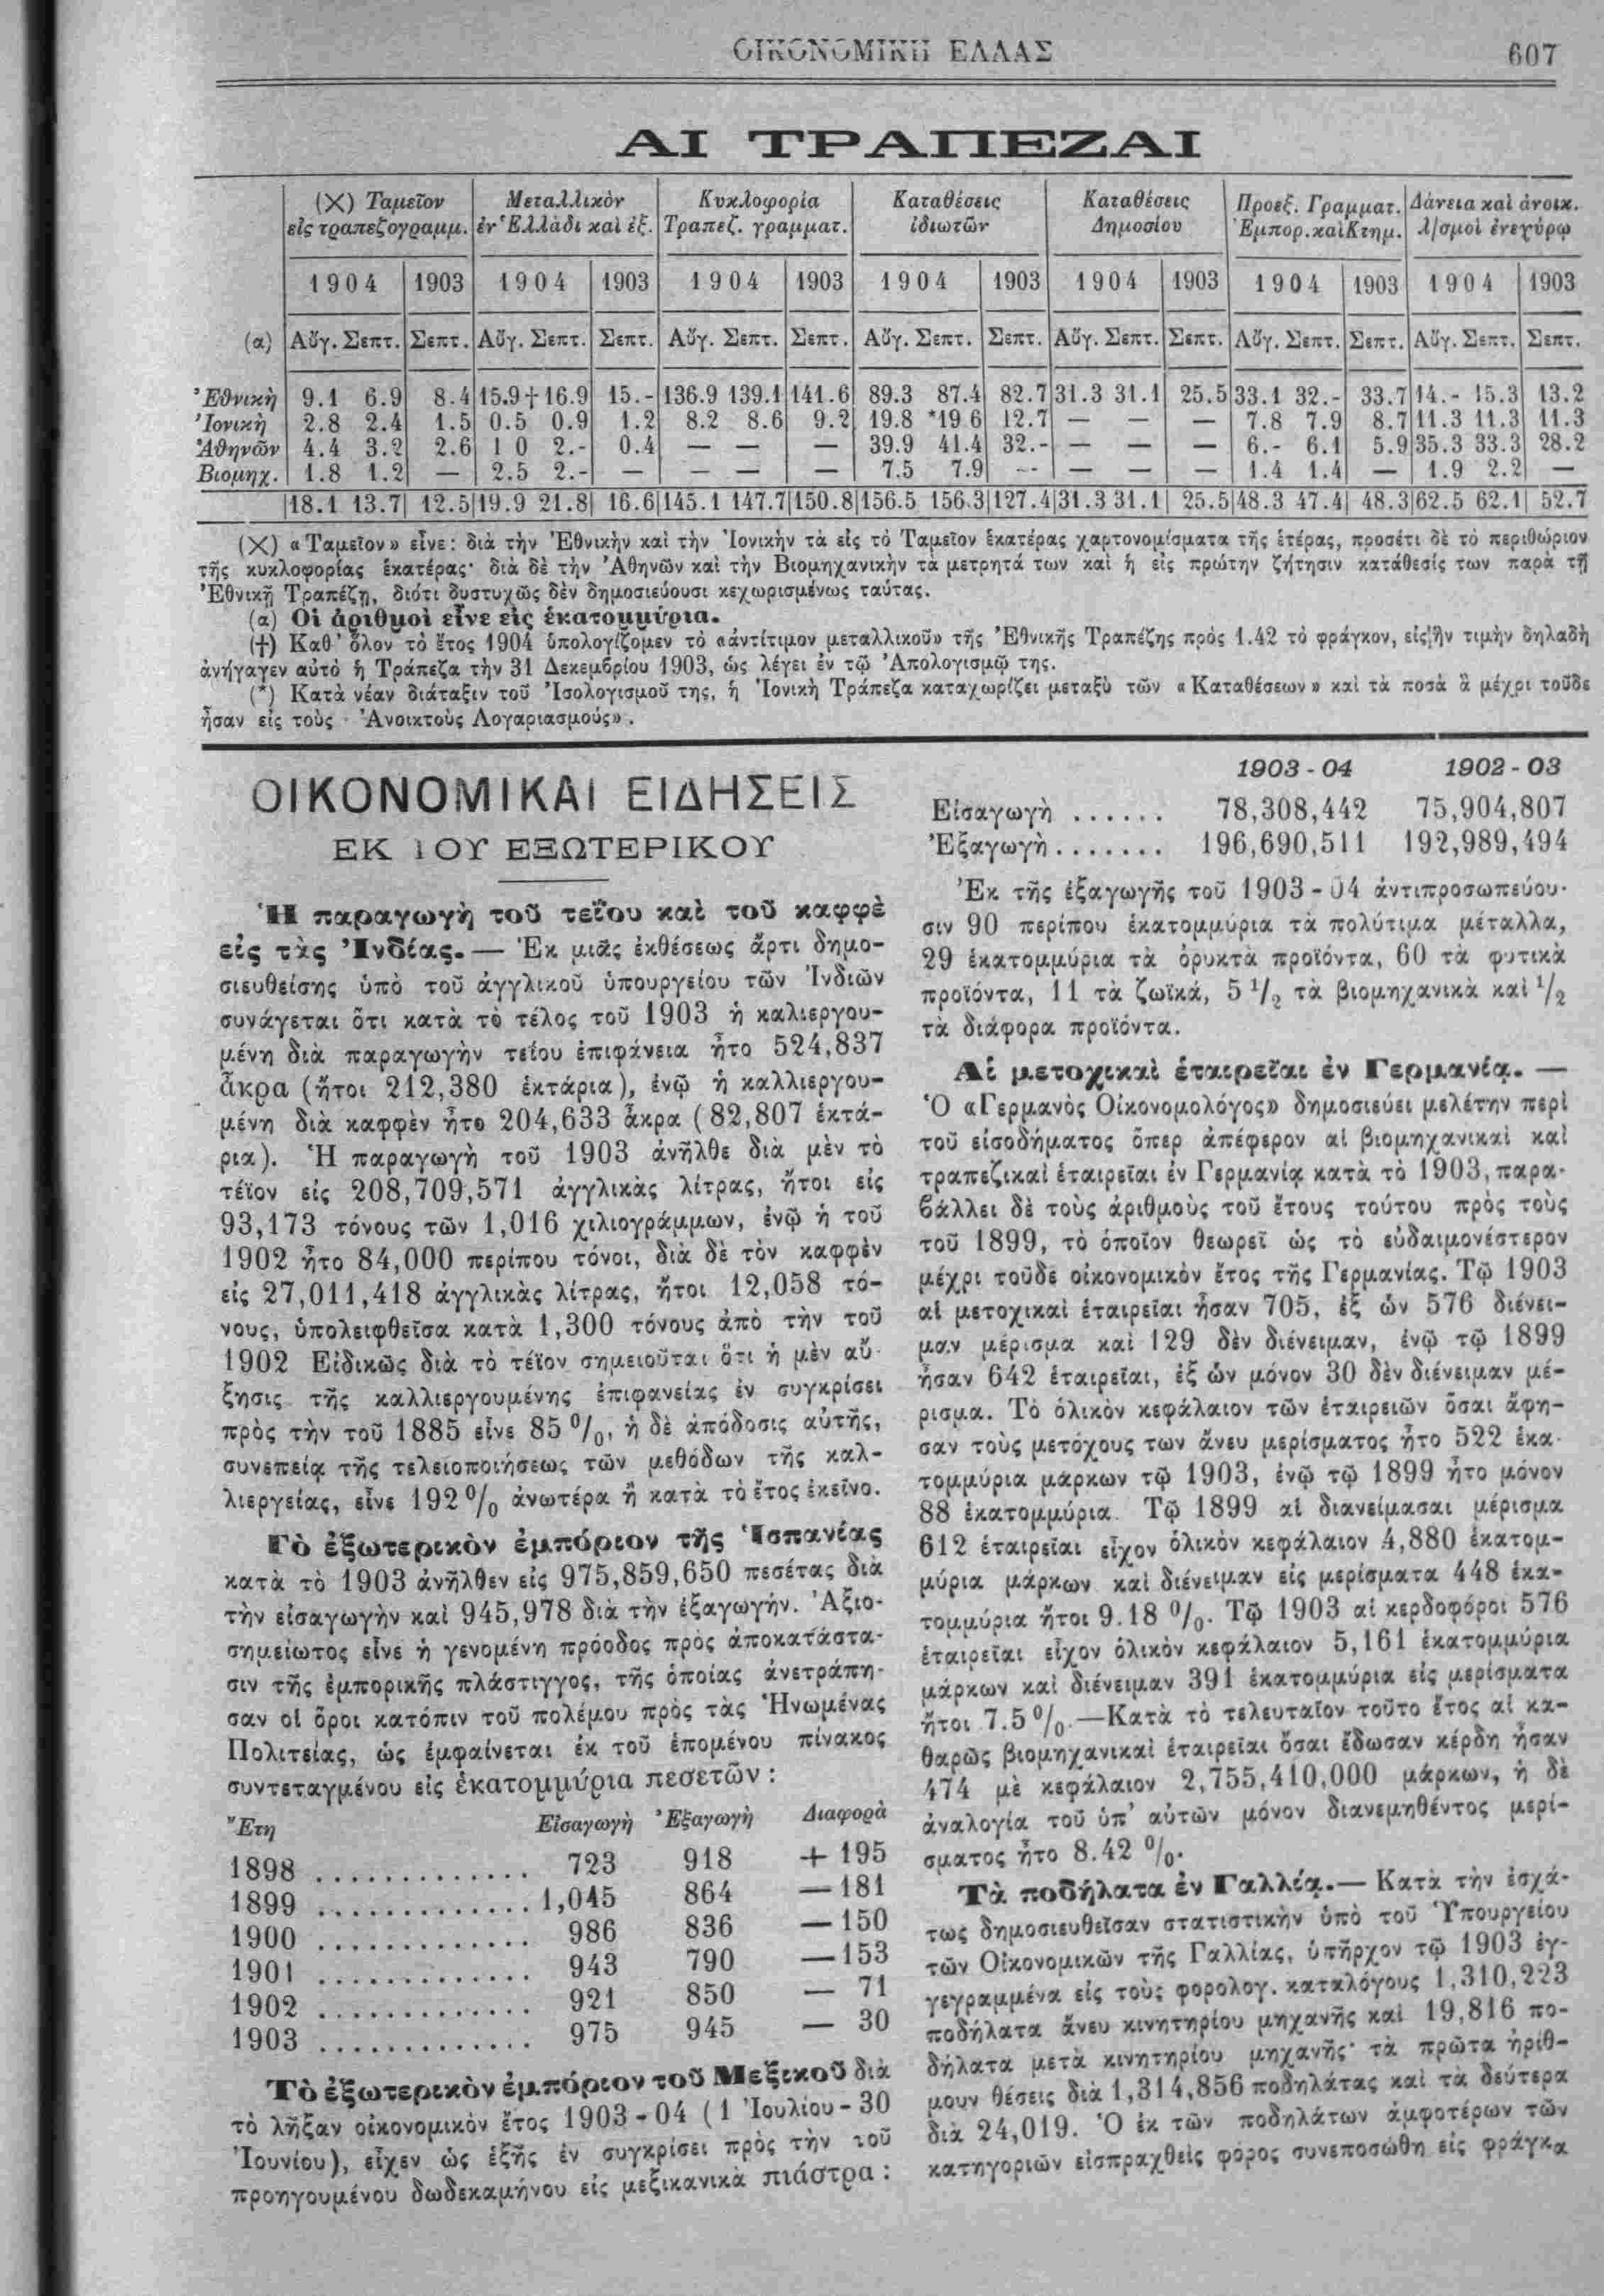 ΟΙΚΟΝΟΜΙΚΗ ΕΛΛΑΣ 607
ΑΙ ΤΡΑΠΕΖΑΙ
(Χ) Ταμεῖον Μεταλλικὸν Κυκλοφορία Καταθέσεις Καταθέσεις Προεξ. Γραμματ. Δάνεια καὶ ἀνοικ.
εἰς τραπεζογραμμ. ἐν Ἑλλάδι καὶ ἐξ. Τραπεζ. γραμματ. ἰδιωτῶν Δημοσίου Ἐμπορ. καὶ Κτημ. λ/σμοὶ ἐνεχύρῳ
1904 1903 1904 1903 1904 1903 1904 1903 1904 1903 1904 1903 1904 1903
(α) Αὔγ. Σεπτ. Σεπτ. Αὔγ. Σεπτ. Σεπτ. Αὔγ. Σεπτ. Σεπτ. Αὔγ. Σεπτ. Σεπτ. Αὔγ. Σεπτ. Σεπτ. Αὔγ. Σεπτ. Σεπτ. Αὔγ. Σεπτ. Σεπτ.
Ἐθνικὴ 9.1 6.9 8.4 15.9 † 16.9 15.- 136.9 139.1 141.6 89.3 87.4 82.7 31.3 31.1 25.5 33.1 32.- 33.7 14.- 15.3 13.2
Ἰονικὴ 2.8 2.4 1.5 0.5 0.9 1.2 8.2 8.6 9.2 19.8 *19 6 12.7 — — — 7.8 7.9 8.7 11.3 11.3 11.3
Ἀθηνῶν 4.4 3.2 2.6 1 0 2.- 0.4 — — — 39.9 41.4 32.- — — — 6.- 6.1 5.9 35.3 33.3 28.2
Βιομηχ. 1.8 1.2 — 2.5 2.- — — — — 7.5 7.9 -- — — — 1.4 1.4 — 1.9 2.2 —
18.1 13.7 12.5 19.9 21.8 16.6 145.1 147.7 150.8 156.5 156.3 127.4 31.3 31.1 25.5 48.3 47.4 48.3 62.5 62.1 52.7
(Χ) «Ταμεῖον» εἶνε: διὰ τὴν Ἐθνικὴν καὶ τὴν Ἰονικὴν τὰ εἰς τὸ Ταμεῖον ἑκατέρας χαρτονομίσματα τῆς ἑτέρας, προσέτι δὲ τὸ περιθώριον
τῆς κυκλοφορίας ἑκατέρας· διὰ δὲ τὴν Ἀθηνῶν καὶ τὴν Βιομηχανικὴν τὰ μετρητά των καὶ ἡ εἰς πρώτην ζήτησιν κατάθεσίς των παρὰ τῇ
Ἐθνικῇ Τραπέζῃ, διότι δυστυχῶς δὲν δημοσιεύουσι κεχωρισμένως ταύτας.
(α) Οἱ ἀριθμοὶ εἶνε εἰς ἑκατομμύρια.
(†) Καθ' ὅλον τὸ ἔτος 1904 ὑπολογίζομεν τὸ «ἀντίτιμον μεταλλικοῦ» τῆς Ἐθνικῆς Τραπέζης πρὸς 1.42 τὸ φράγκον, εἰς ἣν τιμὴν δηλαδὴ
ἀνήγαγεν αὐτὸ ἡ Τράπεζα τὴν 31 Δεκεμβρίου 1903, ὡς λέγει ἐν τῷ Ἀπολογισμῷ της.
(*) Κατὰ νέαν διάταξιν τοῦ Ἰσολογισμοῦ της, ἡ Ἰονικὴ Τράπεζα καταχωρίζει μεταξὺ τῶν «Καταθέσεων» καὶ τὰ ποσὰ ἃ μέχρι τοῦδε
ἦσαν εἰς τοὺς Ἀνοικτοὺς Λογαριασμούς».
ΟΙΚΟΝΟΜΙΚΑΙ ΕΙΔΗΣΕΙΣ
ΕΚ ΤΟΥ ΕΞΩΤΕΡΙΚΟΥ
Ἡ παραγωγὴ τοῦ τεΐου καὶ τοῦ καφφὲ
εἰς τὰς Ἰνδίας.— Ἐκ μιᾶς ἐκθέσεως ἄρτι δημο-
σιευθείσης ὑπὸ τοῦ ἀγγλικοῦ ὑπουργείου τῶν Ἰνδιῶν
συνάγεται ὅτι κατὰ τὸ τέλος τοῦ 1903 ἡ καλιεργου-
μένη διὰ παραγωγὴν τεΐου ἐπιφάνεια ἦτο 524,837
ἄκρα (ἤτοι 212,380 ἑκτάρια), ἐνῷ ἡ καλλιεργου-
μένη διὰ καφφὲν ἦτο 204,633 ἄκρα (82,807 ἑκτά-
ρια). Ἡ παραγωγὴ τοῦ 1903 ἀνῆλθε διὰ μὲν τὸ
τέϊον εἰς 208,709,571 ἀγγλικὰς λίτρας, ἤτοι εἰς
93,173 τόνους τῶν 1,016 χιλιογράμμων, ἐνῷ ἡ τοῦ
1902 ἦτο 84,000 περίπου τόνοι, διὰ δὲ τὸν καφφὲν
εἰς 27,011,418 ἀγγλικὰς λίτρας, ἤτοι 12,058 τό-
νους, ὑπολειφθεῖσα κατὰ 1,300 τόνους ἀπὸ τὴν τοῦ
1902 Εἰδικῶς διὰ τὸ τέϊον σημειοῦται ὅτι ἡ μὲν αὔ-
ξησις τῆς καλλιεργουμένης ἐπιφανείας ἐν συγκρίσει
πρὸς τὴν τοῦ 1885 εἶνε 85 %, ἡ δὲ ἀπόδοσις αὐτῆς,
συνεπείᾳ τῆς τελειοποιήσεως τῶν μεθόδων τῆς καλ-
λιεργείας, εἶνε 192 % ἀνωτέρα ἢ κατὰ τὸ ἔτος ἐκεῖνο.
Τὸ ἐξωτερικὸν ἐμπόριον τῆς Ἱσπανίας
κατὰ τὸ 1903 ἀνῆλθεν εἰς 975,859,650 πεσέτας διὰ
τὴν εἰσαγωγὴν καὶ 945,978 διὰ τὴν ἐξαγωγήν. Ἀξιο-
σημείωτος εἶνε ἡ γενομένη πρόοδος πρὸς ἀποκατάστα-
σιν τῆς ἐμπορικῆς πλάστιγγος, τῆς ὁποίας ἀνετράπη-
σαν οἱ ὅροι κατόπιν τοῦ πολέμου πρὸς τὰς Ἡνωμένας
Πολιτείας, ὡς ἐμφαίνεται ἐκ τοῦ ἑπομένου πίνακος
συντεταγμένου εἰς ἑκατομμύρια πεσετῶν:
Ἔτη Εἰσαγωγὴ Ἐξαγωγὴ Διαφορὰ
1898 .............. 723 918 + 195
1899 .............. 1,045 864 — 181
1900 .............. 986 836 — 150
1901 .............. 943 790 — 153
1902 .............. 921 850 — 71
1903 .............. 975 945 — 30
Τὸ ἐξωτερικὸν ἐμπόριον τοῦ Μεξικοῦ διὰ
τὸ λῆξαν οἰκονομικὸν ἔτος 1903-04 (1 Ἰουλίου - 30
Ἰουνίου), εἶχεν ὡς ἑξῆς ἐν συγκρίσει πρὸς τὴν τοῦ
προηγουμένου δωδεκαμήνου εἰς μεξικανικὰ πιάστρα:
1903 - 04 1902 - 03
Εἰσαγωγὴ ...... 78,308,442 75,904,807
Ἐξαγωγὴ ....... 196,690,511 192,989,494
Ἐκ τῆς ἐξαγωγῆς τοῦ 1903 - 04 ἀντιπροσωπεύου-
σιν 90 περίπου ἑκατομμύρια τὰ πολύτιμα μέταλλα,
29 ἑκατομμύρια τὰ ὀρυκτὰ προϊόντα, 60 τὰ φυτικὰ
προϊόντα, 11 τὰ ζωϊκά, 5 1/2 τὰ βιομηχανικὰ καὶ 1/2
τὰ διάφορα προϊόντα.
Αἱ μετοχικαὶ ἑταιρεῖαι ἐν Γερμανίᾳ. —
Ὁ «Γερμανὸς Οἰκονομολόγος» δημοσιεύει μελέτην περὶ
τοῦ εἰσοδήματος ὅπερ ἀπέφερον αἱ βιομηχανικαὶ καὶ
τραπεζικαὶ ἑταιρεῖαι ἐν Γερμανίᾳ κατὰ τὸ 1903, παρα-
βάλλει δὲ τοὺς ἀριθμοὺς τοῦ ἔτους τούτου πρὸς τοὺς
τοῦ 1899, τὸ ὁποῖον θεωρεῖ ὡς τὸ εὐδαιμονέστερον
μέχρι τοῦδε οἰκονομικὸν ἔτος τῆς Γερμανίας. Τῷ 1903
αἱ μετοχικαὶ ἑταιρεῖαι ἦσαν 705, ἐξ ὧν 576 διένει-
μαν μέρισμα καὶ 129 δὲν διένειμαν, ἐνῷ τῷ 1899
ἦσαν 642 ἑταιρεῖαι, ἐξ ὧν μόνον 30 δὲν διένειμαν μέ-
ρισμα. Τὸ ὁλικὸν κεφάλαιον τῶν ἑταιρειῶν ὅσαι ἄφη-
σαν τοὺς μετόχους των ἄνευ μερίσματος ἦτο 522 ἑκα-
τομμύρια μάρκων τῷ 1903, ἐνῷ τῷ 1899 ἦτο μόνον
88 ἑκατομμύρια. Τῷ 1899 αἱ διανείμασαι μέρισμα
612 ἑταιρεῖαι εἶχον ὁλικὸν κεφάλαιον 4,880 ἑκατομ-
μύρια μάρκων καὶ διένειμαν εἰς μερίσματα 448 ἑκα-
τομμύρια ἤτοι 9.18 %. Τῷ 1903 αἱ κερδοφόροι 576
ἑταιρεῖαι εἶχον ὁλικὸν κεφάλαιον 5,161 ἑκατομμύρια
μάρκων καὶ διένειμαν 391 ἑκατομμύρια εἰς μερίσματα
ἤτοι 7.5 %.—Κατὰ τὸ τελευταῖον τοῦτο ἔτος αἱ κα-
θαρῶς βιομηχανικαὶ ἑταιρεῖαι ὅσαι ἔδωσαν κέρδη ἦσαν
474 μὲ κεφάλαιον 2,755,410,000 μάρκων, ἡ δὲ
ἀναλογία τοῦ ὑπ' αὐτῶν μόνον διανεμηθέντος μερί-
σματος ἦτο 8.42 %.
Τὰ ποδήλατα ἐν Γαλλίᾳ.— Κατὰ τὴν ἐσχά-
τως δημοσιευθεῖσαν στατιστικὴν ὑπὸ τοῦ Ὑπουργείου
τῶν Οἰκονομικῶν τῆς Γαλλίας, ὑπῆρχον τῷ 1903 ἐγ-
γεγραμμένα εἰς τοὺς φορολογ. καταλόγους 1,310,223
ποδήλατα ἄνευ κινητηρίου μηχανῆς καὶ 19,816 πο-
δήλατα μετὰ κινητηρίου μηχανῆς· τὰ πρῶτα ἠρίθ-
μουν θέσεις διὰ 1,314,856 ποδηλάτας καὶ τὰ δεύτερα
διὰ 24,019. Ὁ ἐκ τῶν ποδηλάτων ἀμφοτέρων τῶν
κατηγοριῶν εἰσπραχθεὶς φόρος συνεποσώθη εἰς φράγκα